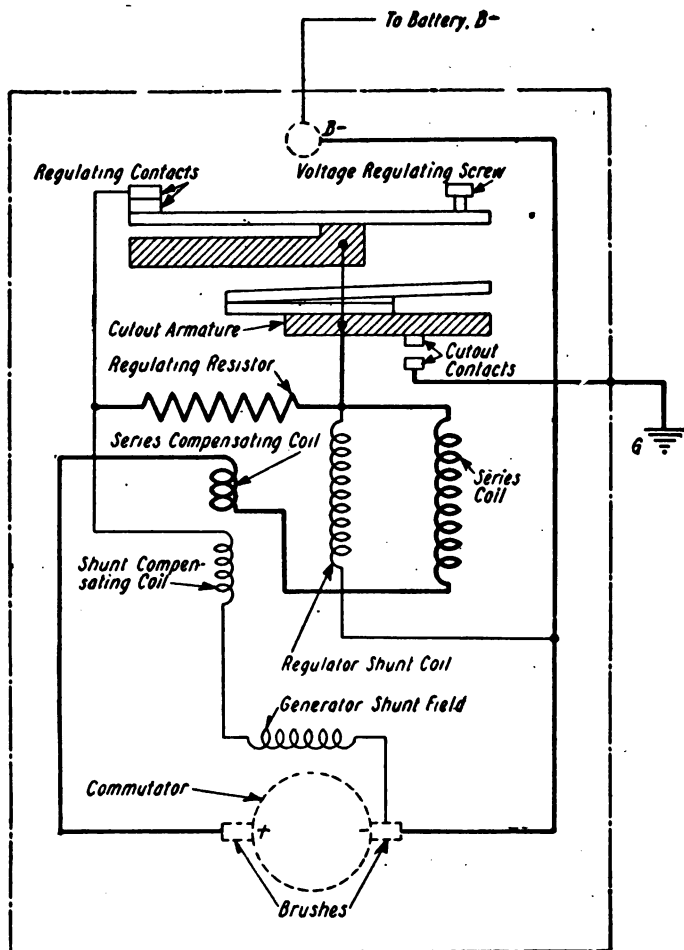 To Battery, B-
B-
Regulating Contacts
Voltage Regulating Screw
Cutout Armature
Cutout
Contacts
Regulating Resistor
Series Compensating Coil
G
Series
Coil
Shunt Compen-
sating Coil
Regulator Shunt Coil
Generator Shunt Field
Commutator
+
-
Brushes